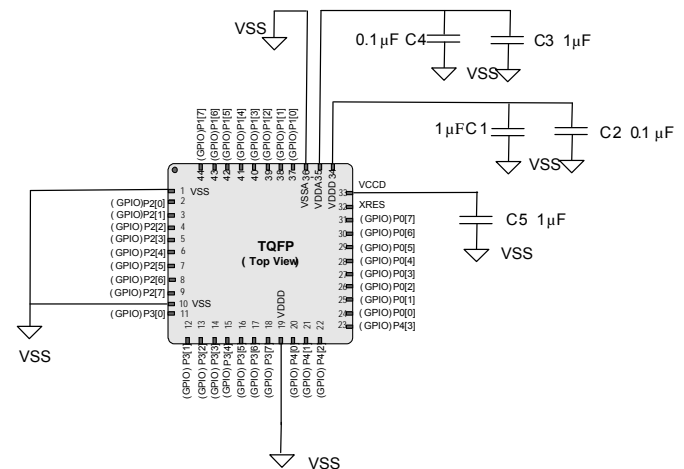 VSS
0.1 µF C4
C3 1µF
VSS
1µF C1
C2 0.1 µF
VSS
44 (GPIO)P1[7]
43 (GPIO)P1[6]
42 (GPIO)P1[5]
41 (GPIO)P1[4]
40 (GPIO)P1[3]
39 (GPIO)P1[2]
38 (GPIO)P1[1]
37 (GPIO)P1[0]
VSSA 36
VDDA 35
VDDD 34
1 VSS
(GPIO)P2[0] 2
(GPIO)P2[1] 3
(GPIO)P2[2] 4
(GPIO)P2[3] 5
(GPIO)P2[4] 6
(GPIO)P2[5] 7
(GPIO)P2[6] 8
(GPIO)P2[7] 9
10 VSS
(GPIO)P3[0] 11
TQFP
(Top View)
33 VCCD
32 XRES
31 (GPIO)P0[7]
30 (GPIO)P0[6]
29 (GPIO)P0[5]
28 (GPIO)P0[4]
27 (GPIO)P0[3]
26 (GPIO)P0[2]
25 (GPIO)P0[1]
24 (GPIO)P0[0]
23 (GPIO)P4[3]
C5 1µF
VSS
12 (GPIO) P3[1]
13 (GPIO) P3[2]
14 (GPIO) P3[3]
15 (GPIO) P3[4]
16 (GPIO) P3[5]
17 (GPIO) P3[6]
18 (GPIO) P3[7]
19 VDDD
20 (GPIO) P4[0]
21 (GPIO) P4[1]
22 (GPIO) P4[2]
VSS
VSS